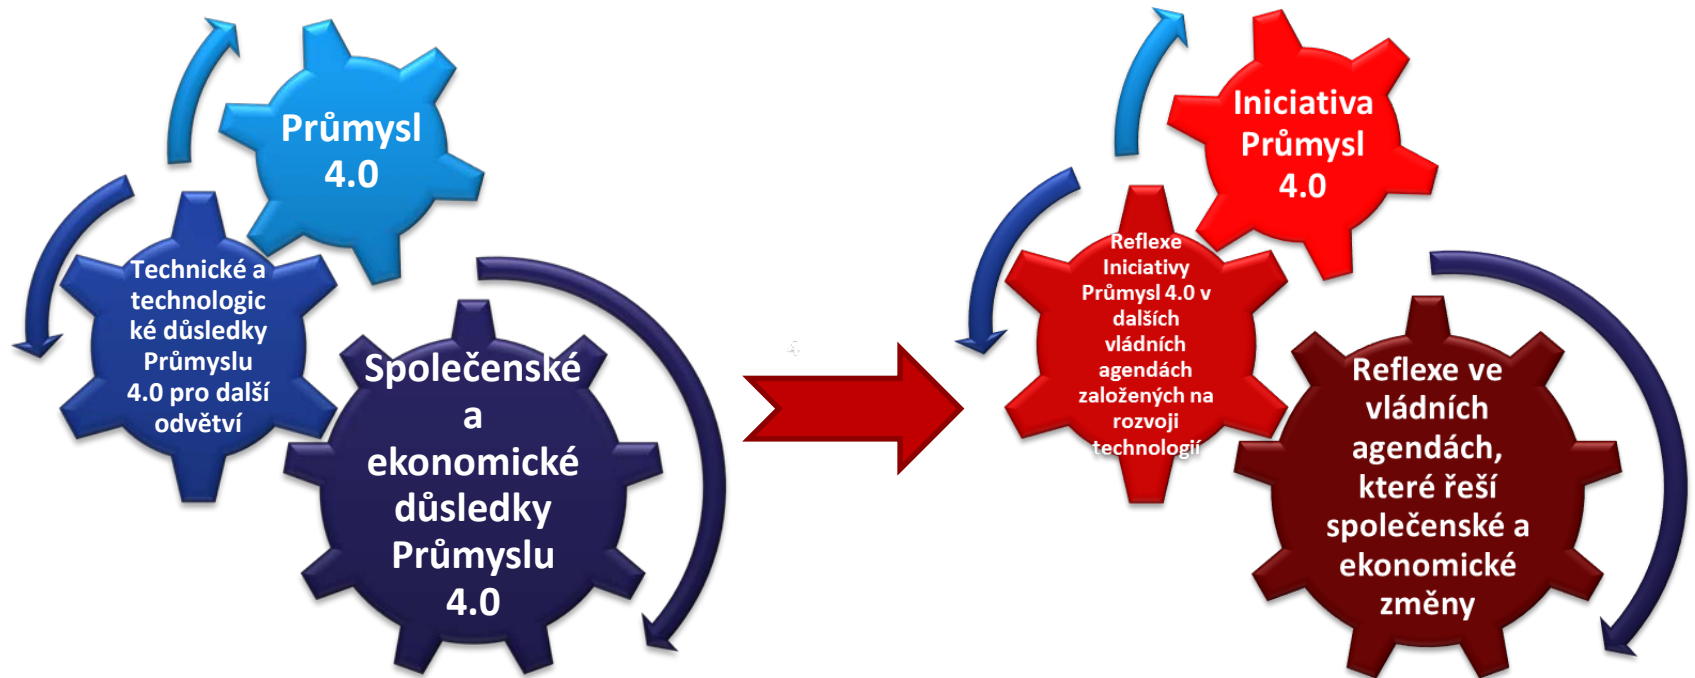 Průmysl
4.0
Technické a
technologic
ké důsledky
Průmyslu
4.0 pro další
odvětví
Společenské
a
ekonomické
důsledky
Průmyslu
4.0
4
Iniciativa
Průmysl
4.0
Reflexe
Iniciativy
Průmysl 4.0 v
dalších
vládních
agendách
založených na
rozvoji
technologií
Reflexe ve
vládních
agendách,
které řeší
společenské a
ekonomické
změny